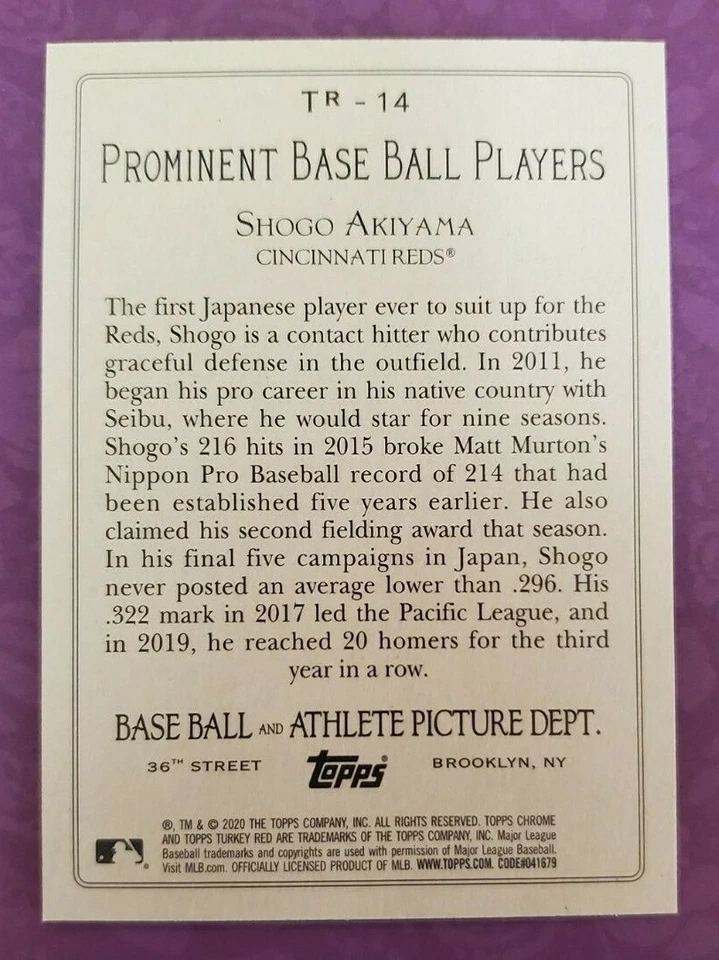 TR - 14
PROMINENT BASE BALL PLAYERS
SHOGO AKIYAMA
CINCINNATI REDS®
The first Japanese player ever to suit up for the
Reds, Shogo is a contact hitter who contributes
graceful defense in the outfield. In 2011, he
began his pro career in his native country with
Seibu, where he would star for nine seasons.
Shogo's 216 hits in 2015 broke Matt Murton's
Nippon Pro Baseball record of 214 that had
been established five years earlier. He also
claimed his second fielding award that season.
In his final five campaigns in Japan, Shogo
never posted an average lower than .296. His
.322 mark in 2017 led the Pacific League, and
in 2019, he reached 20 homers for the third
year in a row.
BASE BALL AND ATHLETE PICTURE DEPT.
36TH STREET topps® BROOKLYN, NY
®, TM & © 2020 THE TOPPS COMPANY, INC. ALL RIGHTS RESERVED. TOPPS CHROME
AND TOPPS TURKEY RED ARE TRADEMARKS OF THE TOPPS COMPANY, INC. Major League
Baseball trademarks and copyrights are used with permission of Major League Baseball.
Visit MLB.com. OFFICIALLY LICENSED PRODUCT OF MLB. WWW.TOPPS.COM. CODE#041679